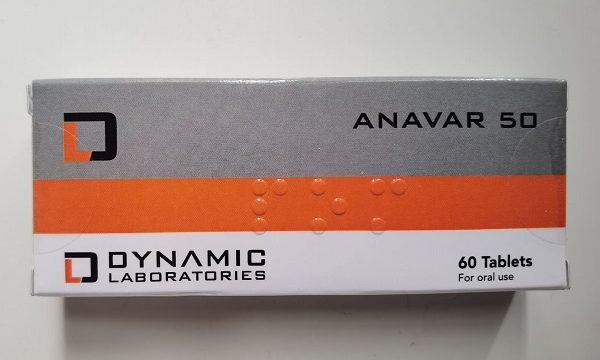 ANAVAR 50
DYNAMIC
LABORATORIES
60 Tablets
For oral use